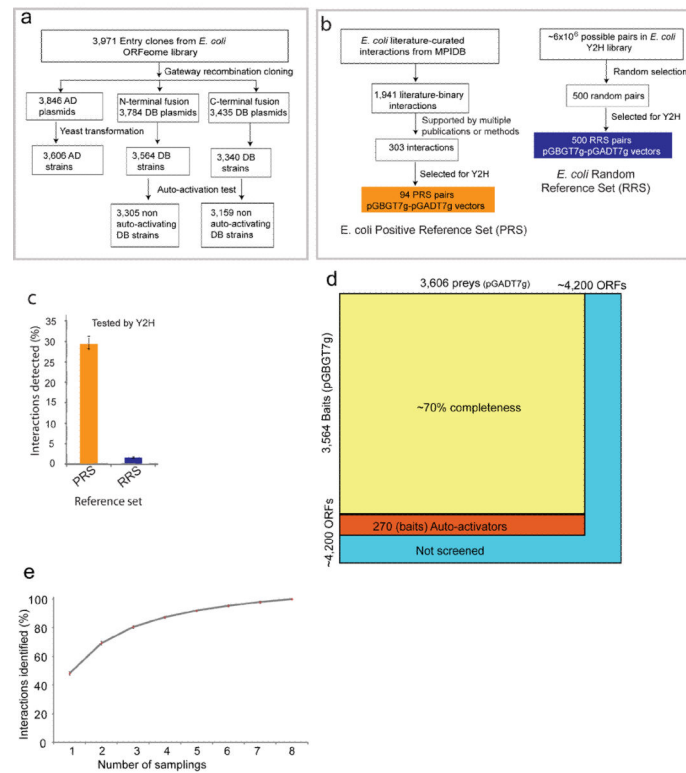 a
3,971 Entry clones from E. coli
ORFeome library
Gateway recombination cloning
3,846 AD
plasmids
N-terminal fusion
3,784 DB plasmids
C-terminal fusion
3,435 DB plasmids
Yeast transformation
3,606 AD
strains
3,564 DB
strains
3,340 DB
strains
Auto-activation test
3,305 non
auto-activating
DB strains
3,159 non
auto-activating
DB strains
b
E. coli literature-curated
interactions from MPIDB
1,941 literature-binary
interactions
Supported by multiple
publications or methods
303 interactions
Selected for Y2H
94 PRS pairs
pGBGT7g-pGADT7g vectors
E. coli Positive Reference Set (PRS)
~6x10⁶ possible pairs in E. coli
Y2H library
Random selection
500 random pairs
Selected for Y2H
500 RRS pairs
pGBGT7g-pGADT7g vectors
E. coli Random
Reference Set (RRS)
c
Tested by Y2H
Interactions detected (%)
35
30
25
20
15
10
5
0
PRS
RRS
Reference set
d
3,606 preys (pGADT7g)
~4,200 ORFs
3,564 Baits (pGBGT7g)
~4,200 ORFs
~70% completeness
270 (baits) Auto-activators
Not screened
e
Interactions identified (%)
100
80
60
40
20
0
1 2 3 4 5 6 7 8
Number of samplings